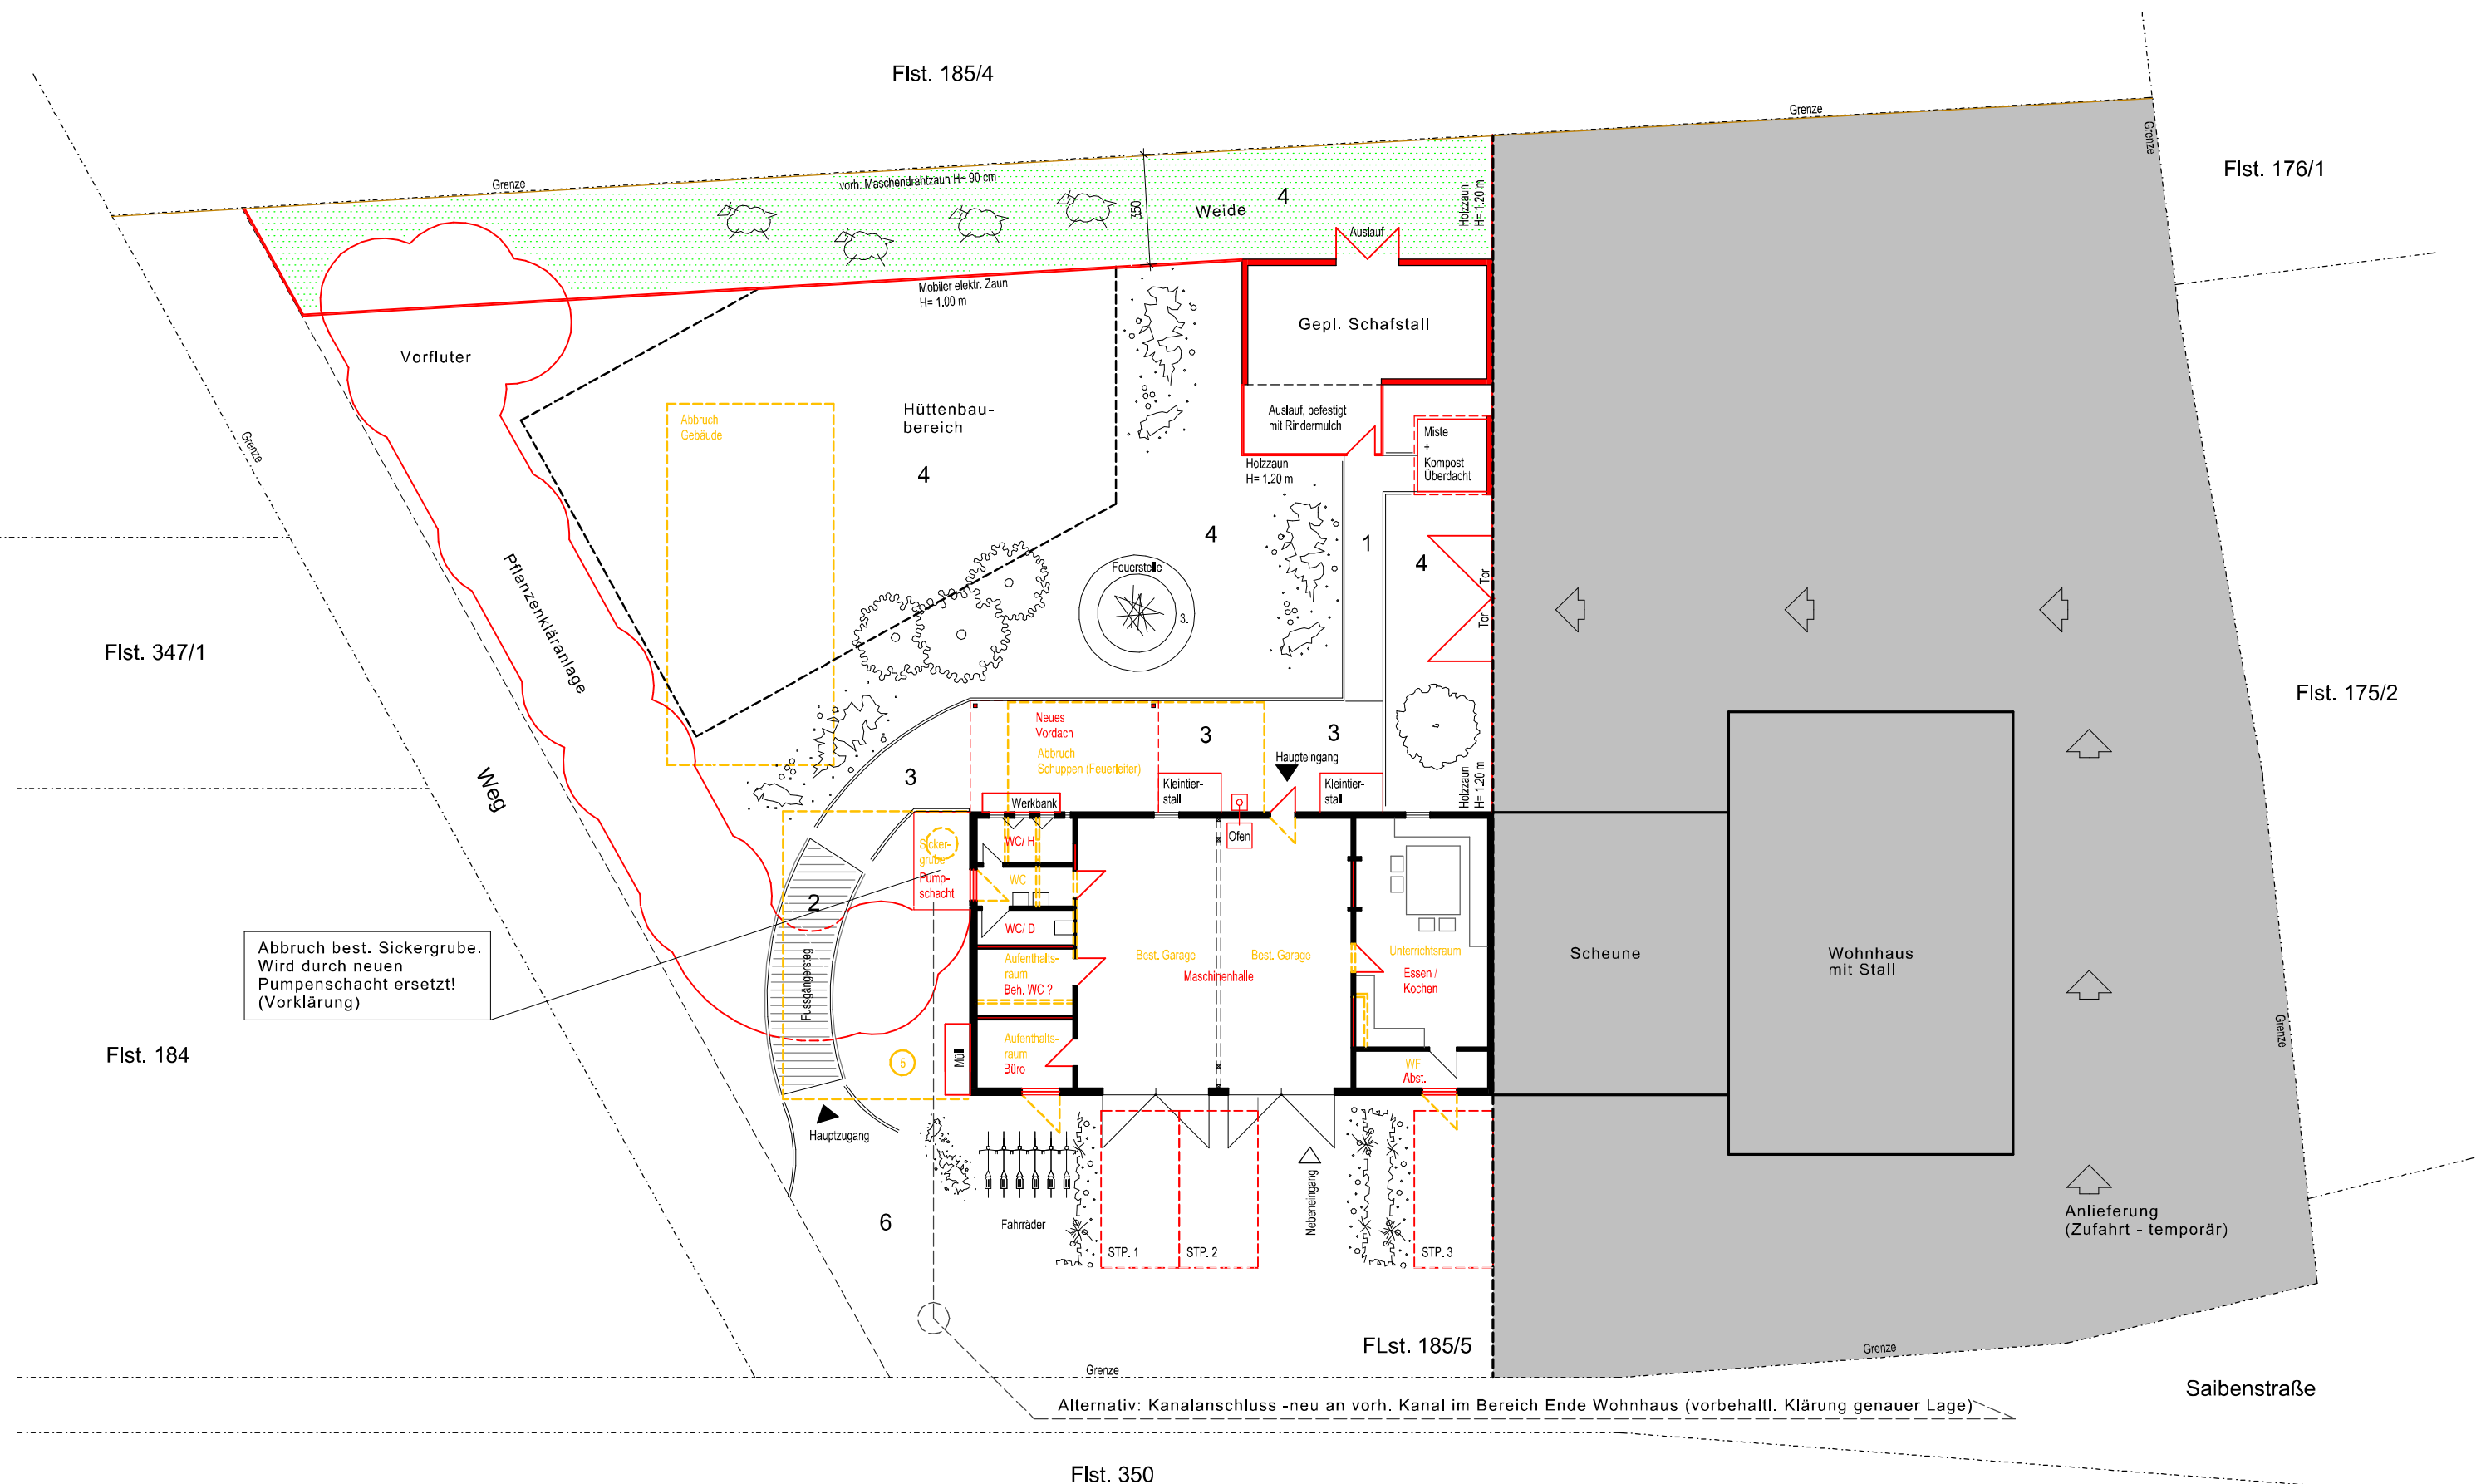 Flst. 185/4
Grenze
Grenze
Flst. 176/1
Grenze
vorh. Maschendrahtzaun H~ 90 cm
350
Weide
4
Holzzaun
H= 1.20 m
Auslauf
Mobiler elektr. Zaun
H= 1.00 m
Gepl. Schafstall
Vorfluter
Abbruch
Gebäude
Hüttenbau-
bereich
4
Auslauf, befestigt
mit Rindermulch
Miste
+
Kompost
Überdacht
Grenze
Holzzaun
H= 1.20 m
4
1
4
Tor
Tor
Feuerstelle
3.
Pflanzenkläranlage
Flst. 347/1
Flst. 175/2
Neues
Vordach
Abbruch
Schuppen (Feuerleiter)
3
3
Haupteingang
Weg
3
Kleintier-
stall
Kleintier-
stall
Holzzaun
H= 1.20 m
Werkbank
Ofen
Sicker-
grube
Pump-
schacht
WC/ H
WC
WC/ D
2
Fussgängersteg
Abbruch best. Sickergrube.
Wird durch neuen
Pumpenschacht ersetzt!
(Vorklärung)
Aufenthalts-
raum
Beh. WC ?
Best. Garage
Best. Garage
Maschinenhalle
Unterrichtsraum
Essen /
Kochen
Scheune
Wohnhaus
mit Stall
Grenze
Flst. 184
5
Müll
Aufenthalts-
raum
Büro
WF
Abst.
Hauptzugang
6
Fahrräder
STP. 1
STP. 2
Nebeneingang
STP. 3
Anlieferung
(Zufahrt - temporär)
FLst. 185/5
Grenze
Grenze
Saibenstraße
Alternativ: Kanalanschluss -neu an vorh. Kanal im Bereich Ende Wohnhaus (vorbehaltl. Klärung genauer Lage)
Flst. 350